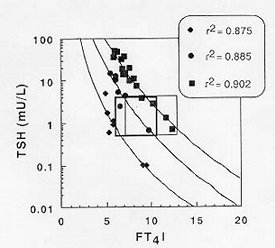 r² = 0.875
r² = 0.885
r² = 0.902
100
10
1
0.1
0.01
TSH (mU/L)
0 5 10 15 20
FT₄I